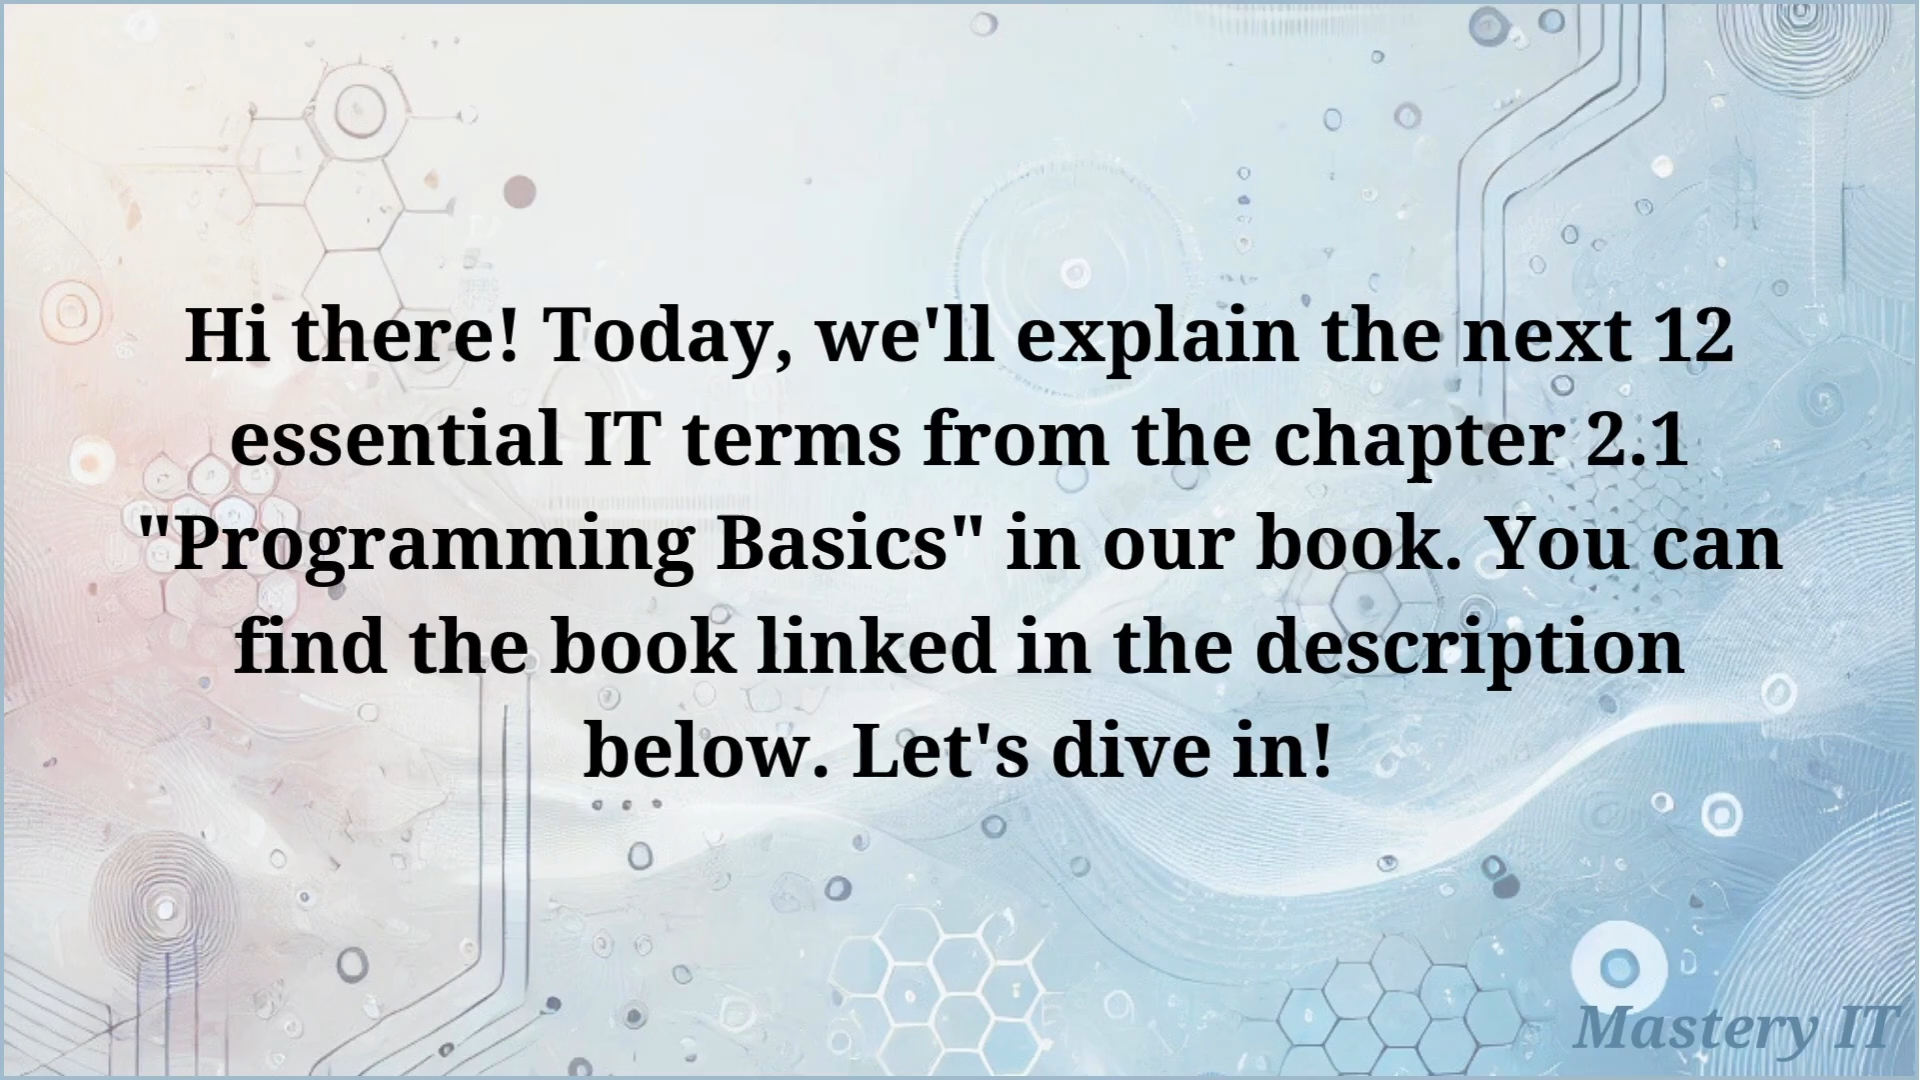 Hi there! Today, we'll explain the next 12
essential IT terms from the chapter 2.1
"Programming Basics" in our book. You can
find the book linked in the description
below. Let's dive in!
Mastery IT